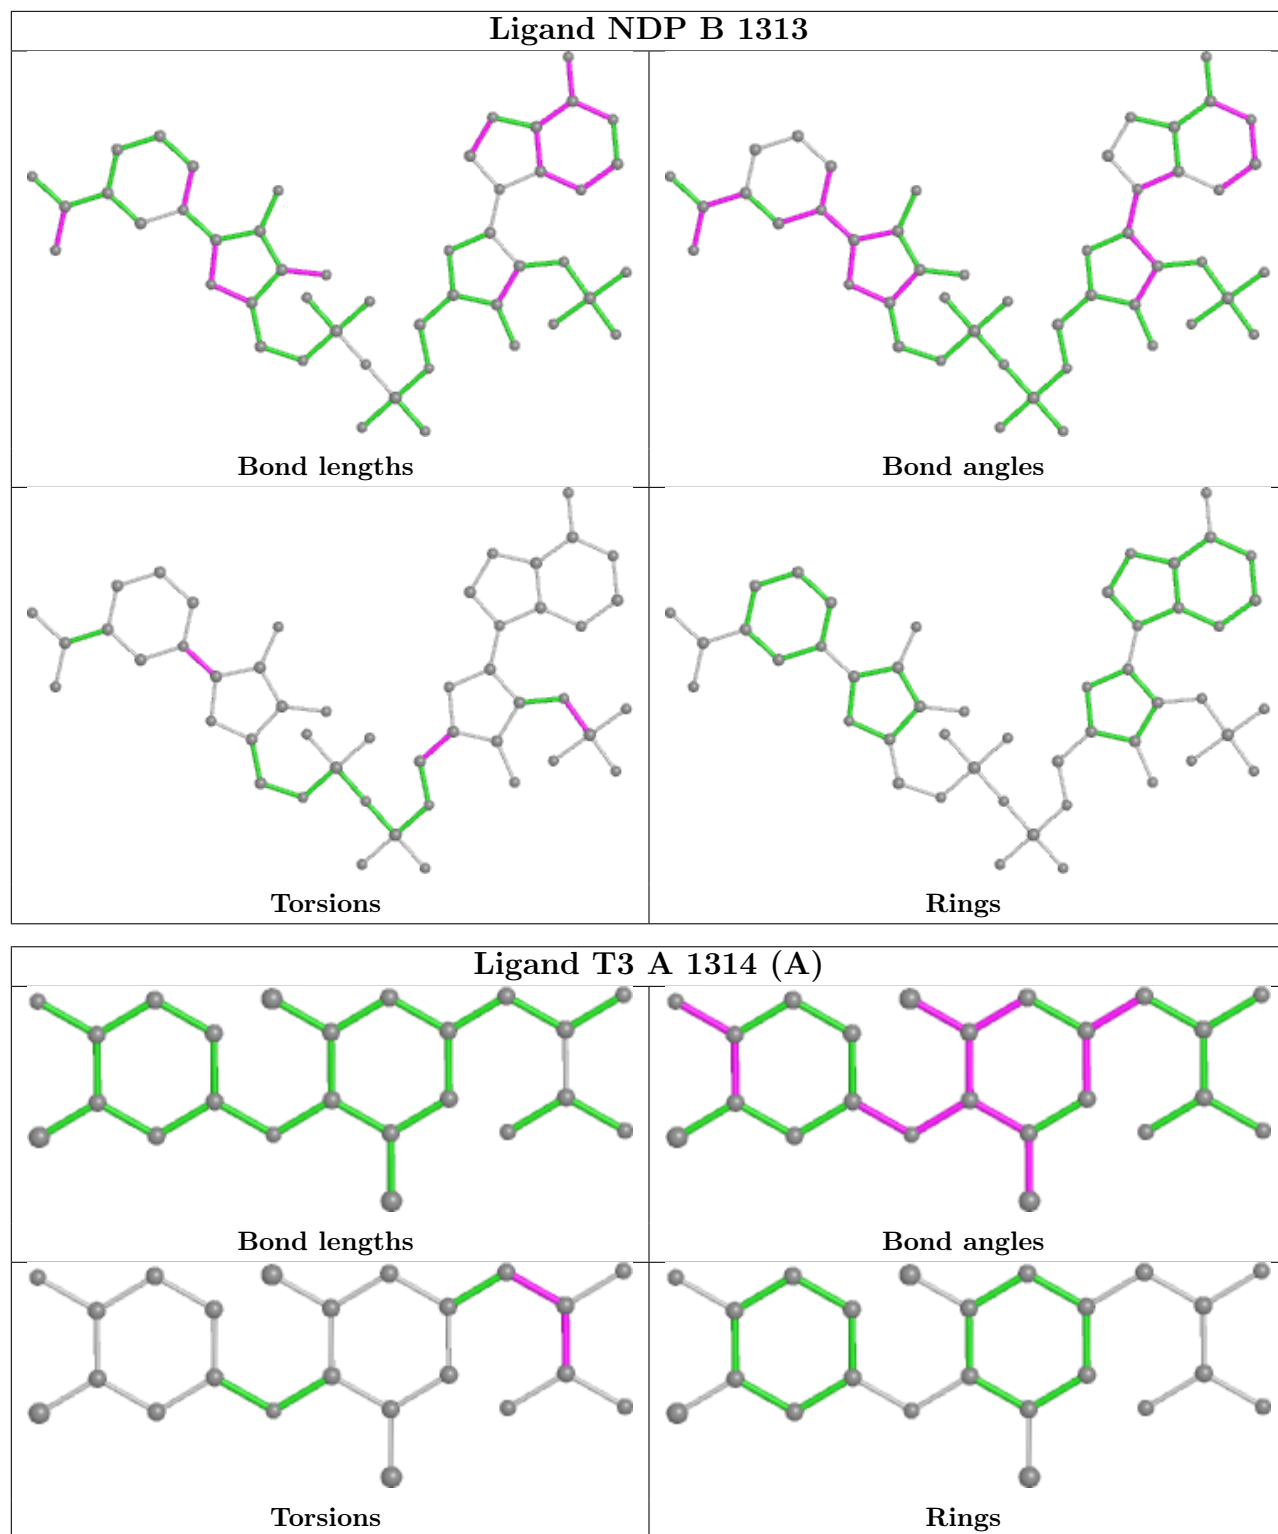 Ligand NDP B 1313
Bond lengths
Bond angles
Torsions
Rings
Ligand T3 A 1314 (A)
Bond lengths
Bond angles
Torsions
Rings